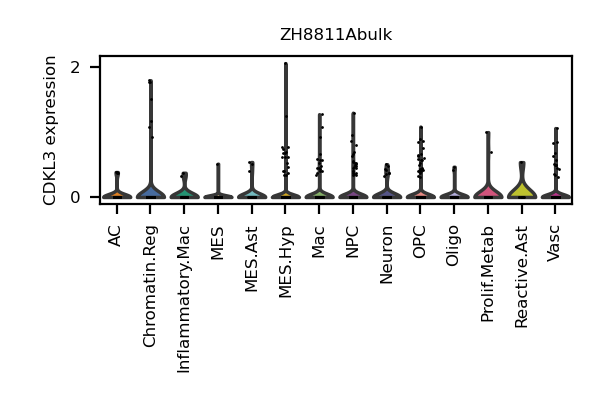 ZH8811Abulk
CDKL3 expression
2
0
AC
Chromatin.Reg
Inflammatory.Mac
MES
MES.Ast
MES.Hyp
Mac
NPC
Neuron
OPC
Oligo
Prolif.Metab
Reactive.Ast
Vasc